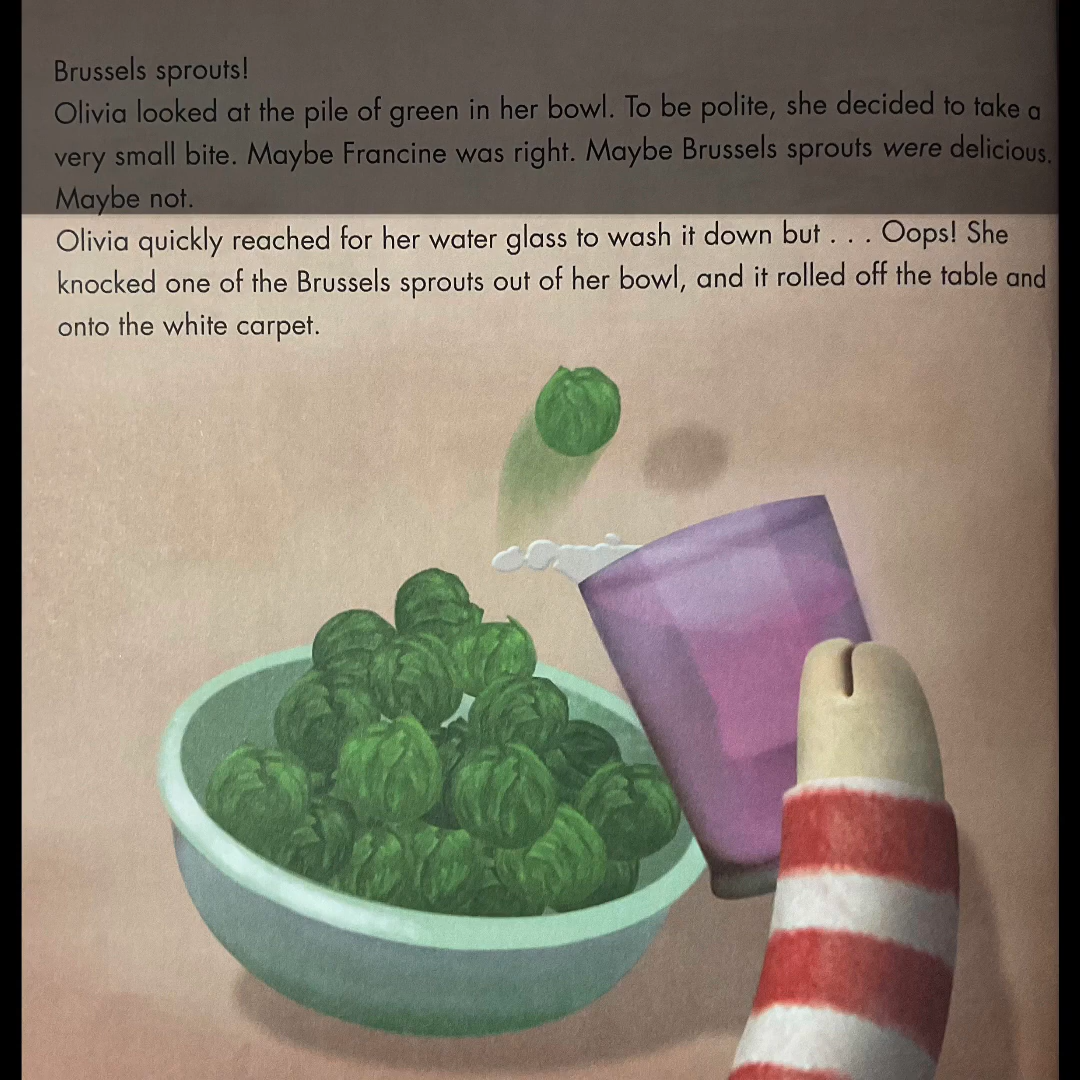 Brussels sprouts!
Olivia looked at the pile of green in her bowl. To be polite, she decided to take a
very small bite. Maybe Francine was right. Maybe Brussels sprouts were delicious.
Maybe not.
Olivia quickly reached for her water glass to wash it down but . . . Oops! She
knocked one of the Brussels sprouts out of her bowl, and it rolled off the table and
onto the white carpet.